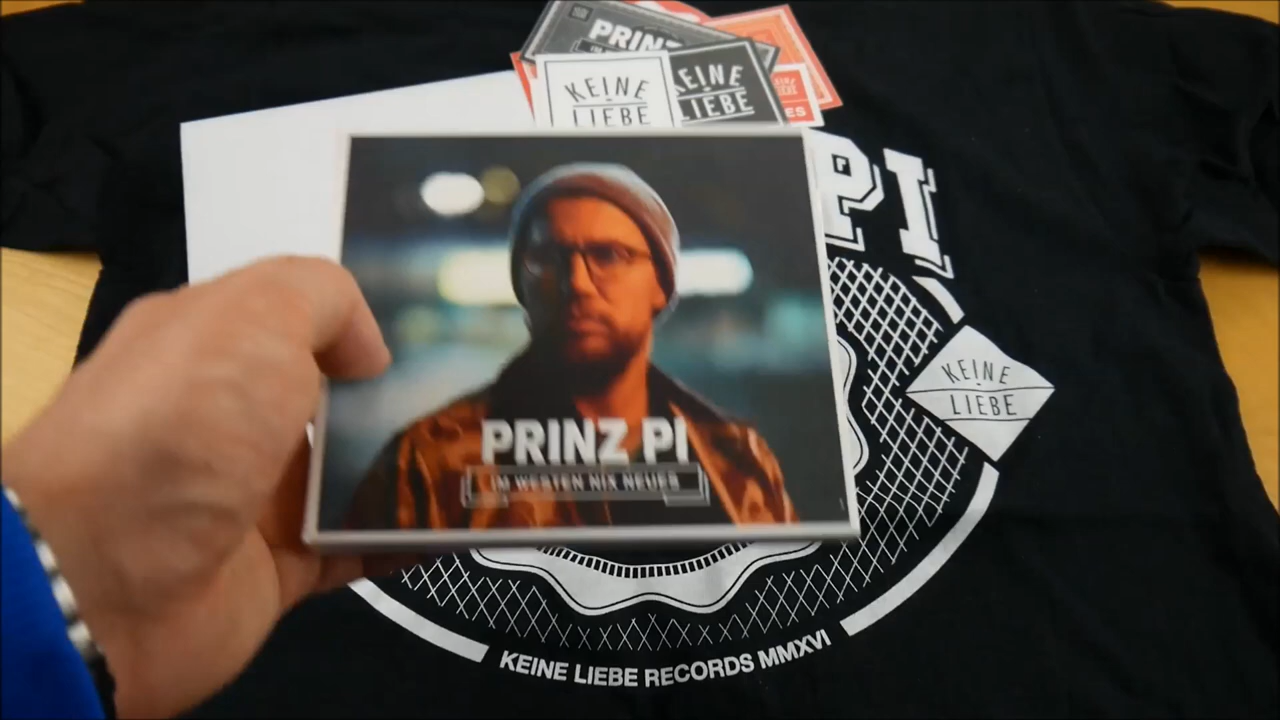 PRINZ
KEINE
LIEBE
KEINE
LIEBE
PI
KEINE
LIEBE
PRINZ PI
IM WESTEN NIX NEUES
KEINE LIEBE RECORDS MMXVI